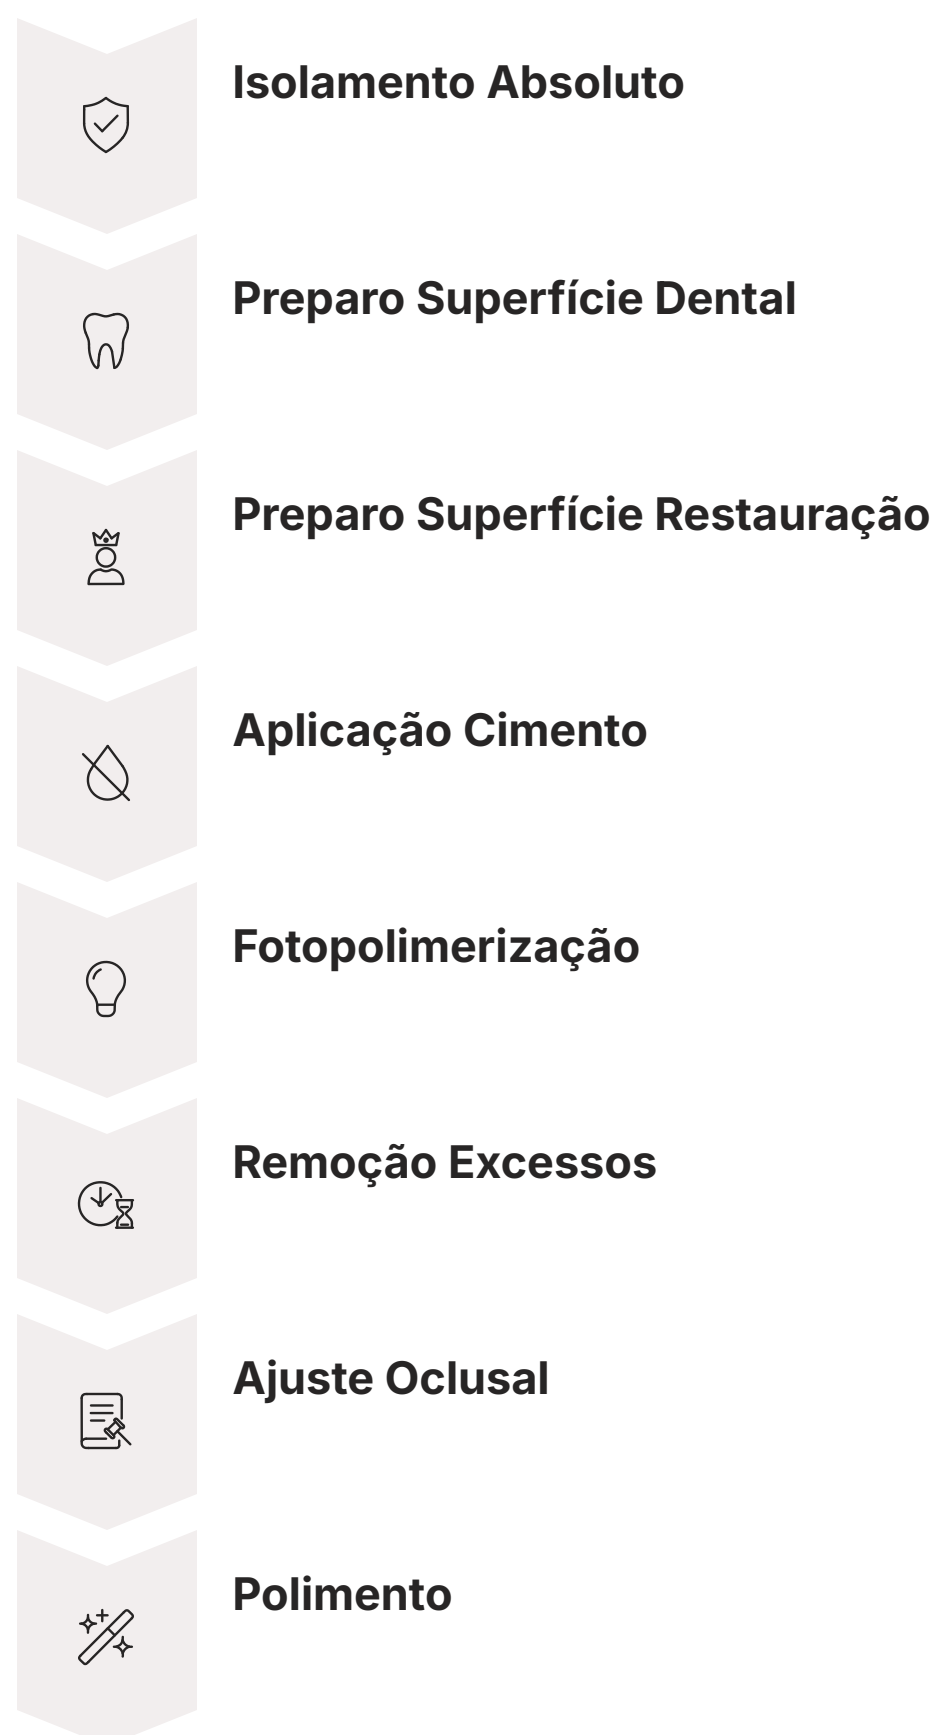 Isolamento Absoluto
Preparo Superfície Dental
Preparo Superfície Restauração
Aplicação Cimento
Fotopolimerização
Remoção Excessos
Ajuste Oclusal
Polimento